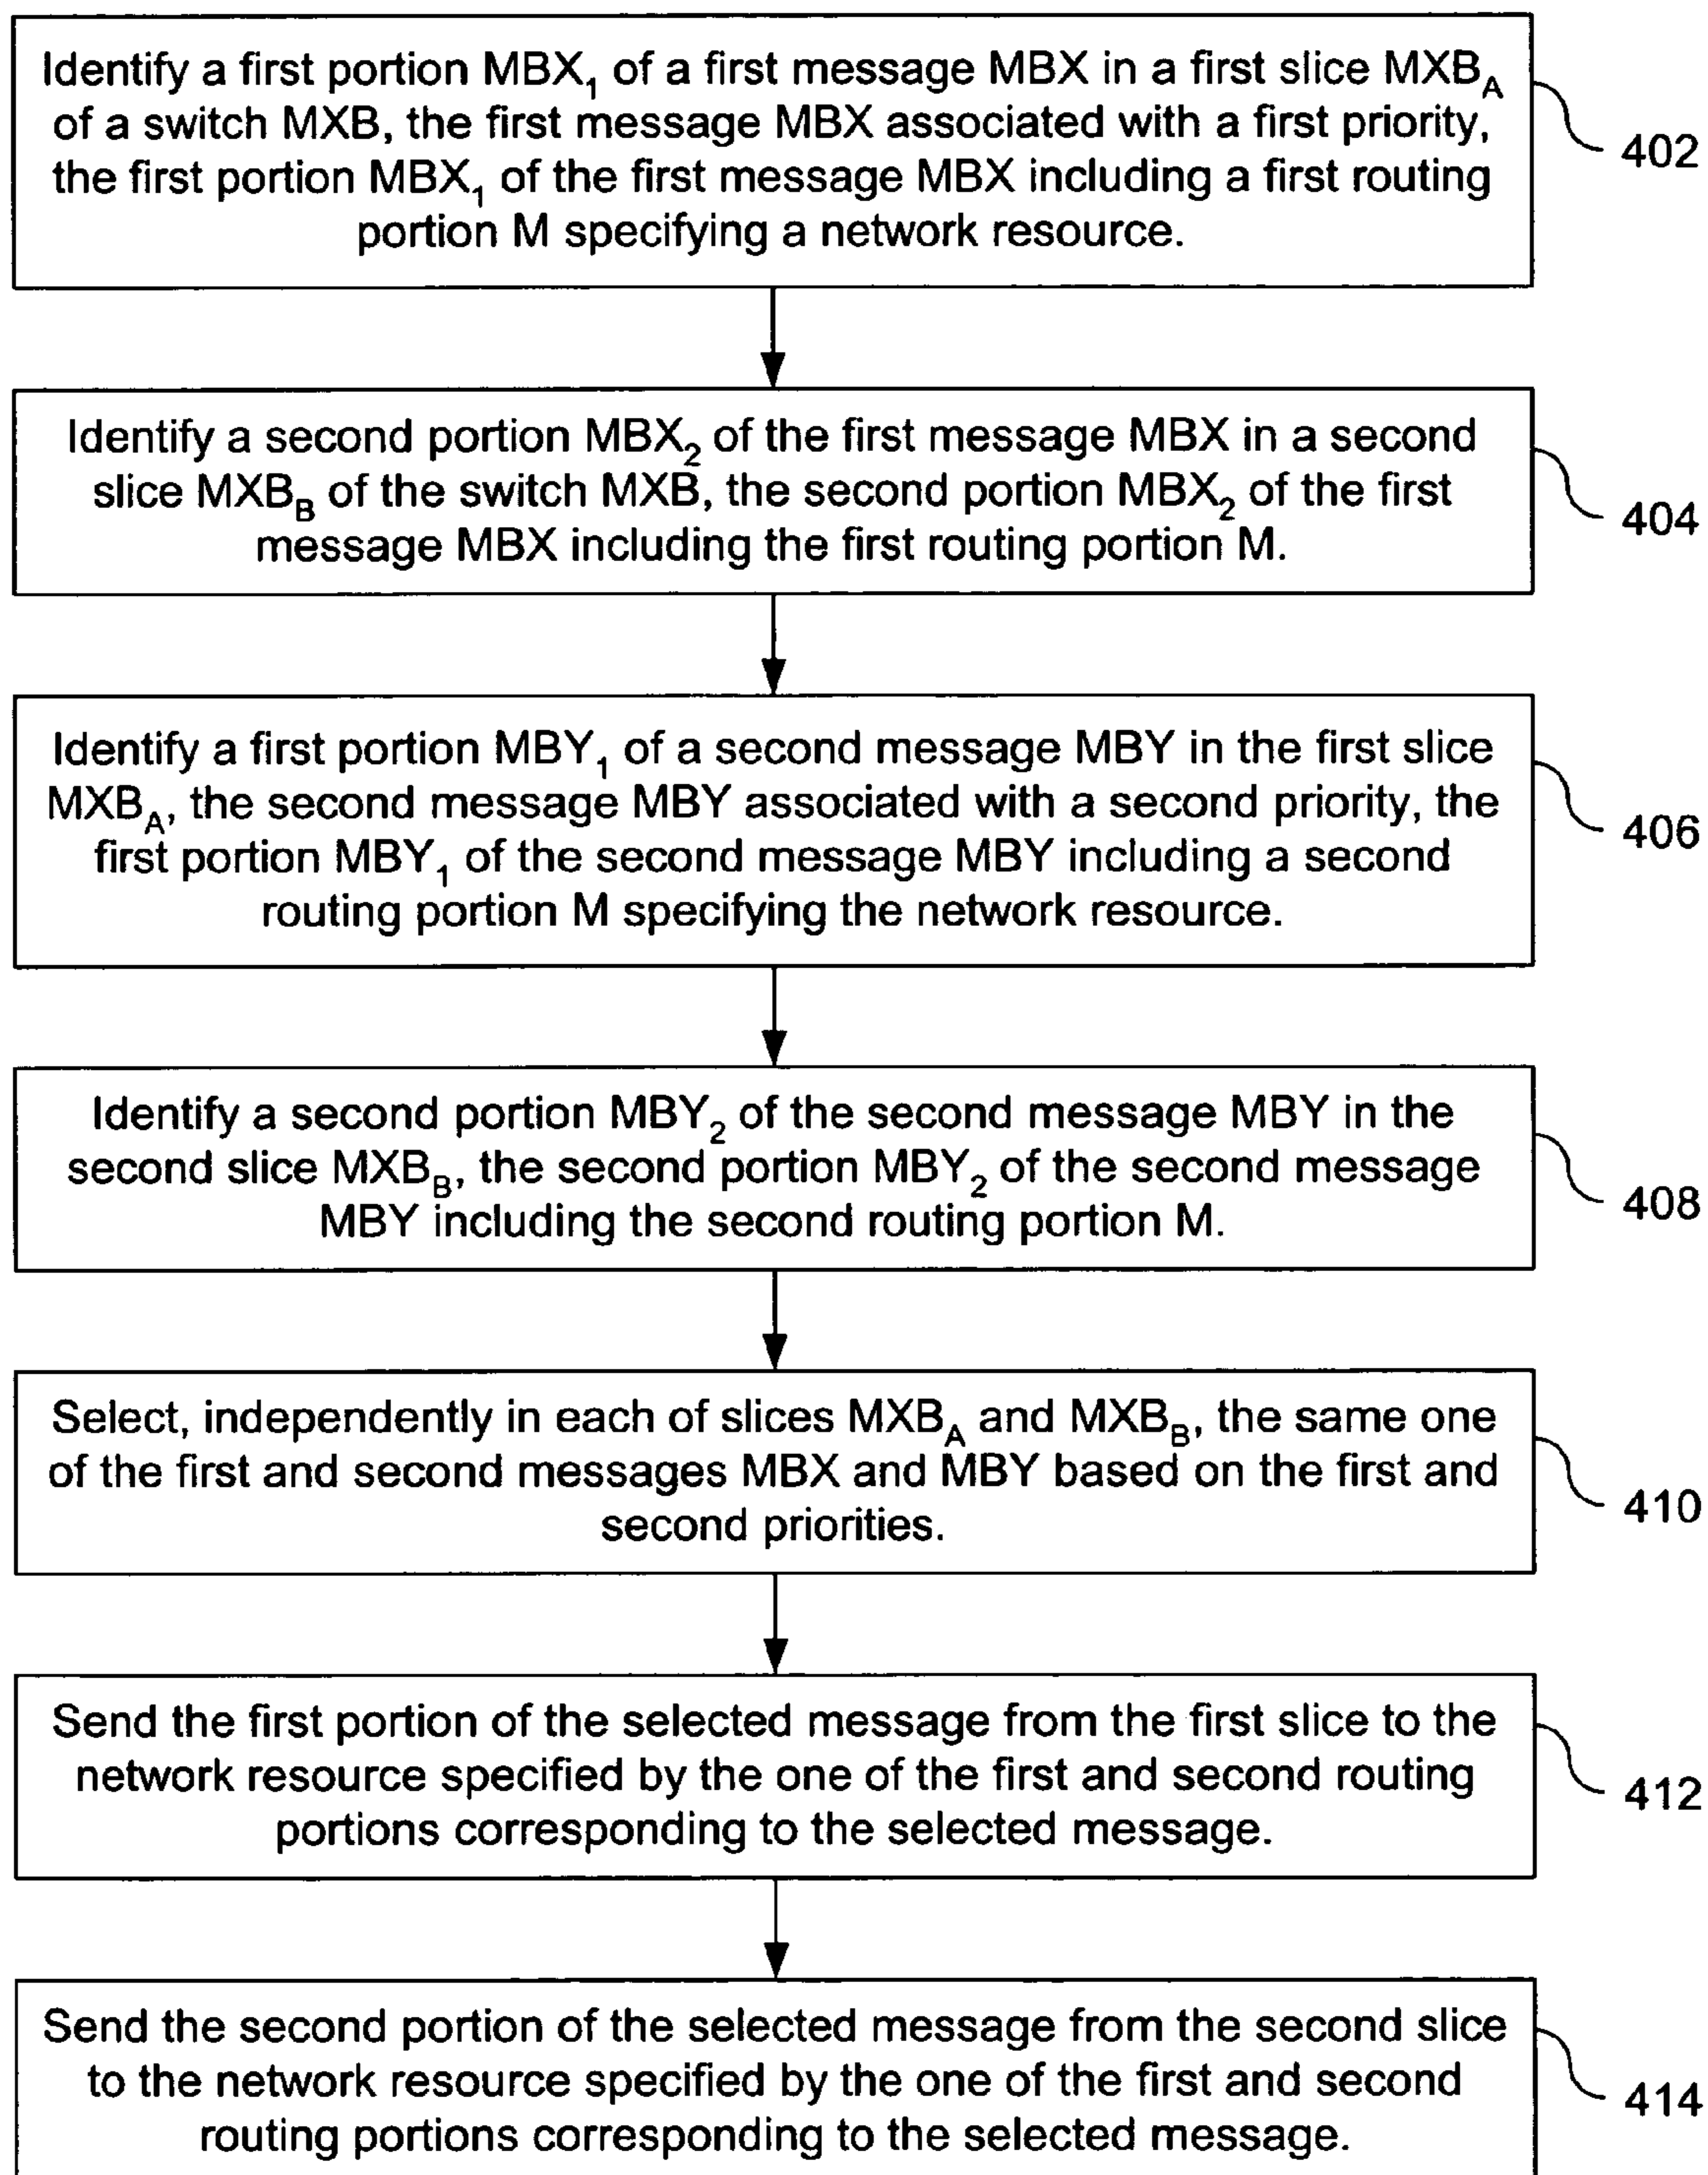 Identify a first portion MBX₁ of a first message MBX in a first slice MXB_A
of a switch MXB, the first message MBX associated with a first priority,
the first portion MBX₁ of the first message MBX including a first routing
portion M specifying a network resource.
402
Identify a second portion MBX₂ of the first message MBX in a second
slice MXB_B of the switch MXB, the second portion MBX₂ of the first
message MBX including the first routing portion M.
404
Identify a first portion MBY₁ of a second message MBY in the first slice
MXB_A, the second message MBY associated with a second priority, the
first portion MBY₁ of the second message MBY including a second
routing portion M specifying the network resource.
406
Identify a second portion MBY₂ of the second message MBY in the
second slice MXB_B, the second portion MBY₂ of the second message
MBY including the second routing portion M.
408
Select, independently in each of slices MXB_A and MXB_B, the same one
of the first and second messages MBX and MBY based on the first and
second priorities.
410
Send the first portion of the selected message from the first slice to the
network resource specified by the one of the first and second routing
portions corresponding to the selected message.
412
Send the second portion of the selected message from the second slice
to the network resource specified by the one of the first and second
routing portions corresponding to the selected message.
414